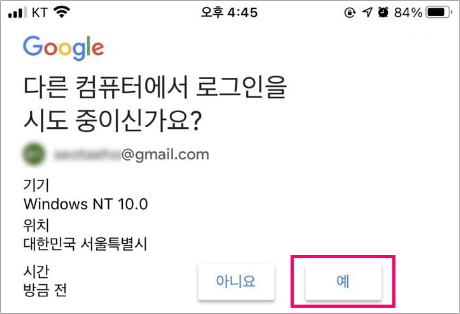 KT 오후 4:45 84%
Google
다른 컴퓨터에서 로그인을
시도 중이신가요?
@gmail.com
기기
Windows NT 10.0
위치
대한민국 서울특별시
시간
방금 전
아니요 예